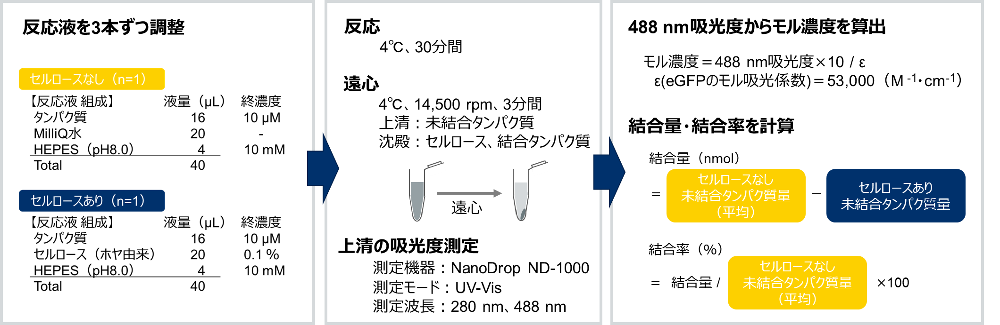 反応液を3本ずつ調整
セルロースなし（n=1）
【反応液 組成】 液量（µL） 終濃度
タンパク質 16 10 µM
MilliQ水 20 -
HEPES（pH8.0） 4 10 mM
Total 40
セルロースあり（n=1）
【反応液 組成】 液量（µL） 終濃度
タンパク質 16 10 µM
セルロース（ホヤ由来） 20 0.1 %
HEPES（pH8.0） 4 10 mM
Total 40
反応
4℃、30分間
遠心
4℃、14,500 rpm、3分間
上清：未結合タンパク質
沈殿：セルロース、結合タンパク質
遠心
上清の吸光度測定
測定機器：NanoDrop ND-1000
測定モード：UV-Vis
測定波長：280 nm、488 nm
488 nm吸光度からモル濃度を算出
モル濃度＝488 nm吸光度×10 / ε
ε(eGFPのモル吸光係数)＝53,000（M⁻¹・cm⁻¹）
結合量・結合率を計算
結合量（nmol）
＝ セルロースなし
未結合タンパク質量
（平均）
－ セルロースあり
未結合タンパク質量
結合率（%）
＝ 結合量 / セルロースなし
未結合タンパク質量
（平均）
×100